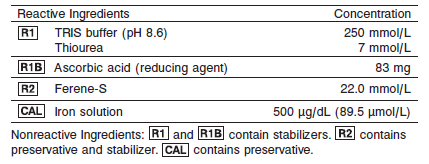 Reactive Ingredients Concentration
R1 TRIS buffer (pH 8.6) 250 mmol/L
Thiourea 7 mmol/L
R1B Ascorbic acid (reducing agent) 83 mg
R2 Ferene-S 22.0 mmol/L
CAL Iron solution 500 µg/dL (89.5 µmol/L)
Nonreactive Ingredients: R1 and R1B contain stabilizers. R2 contains
preservative and stabilizer. CAL contains preservative.